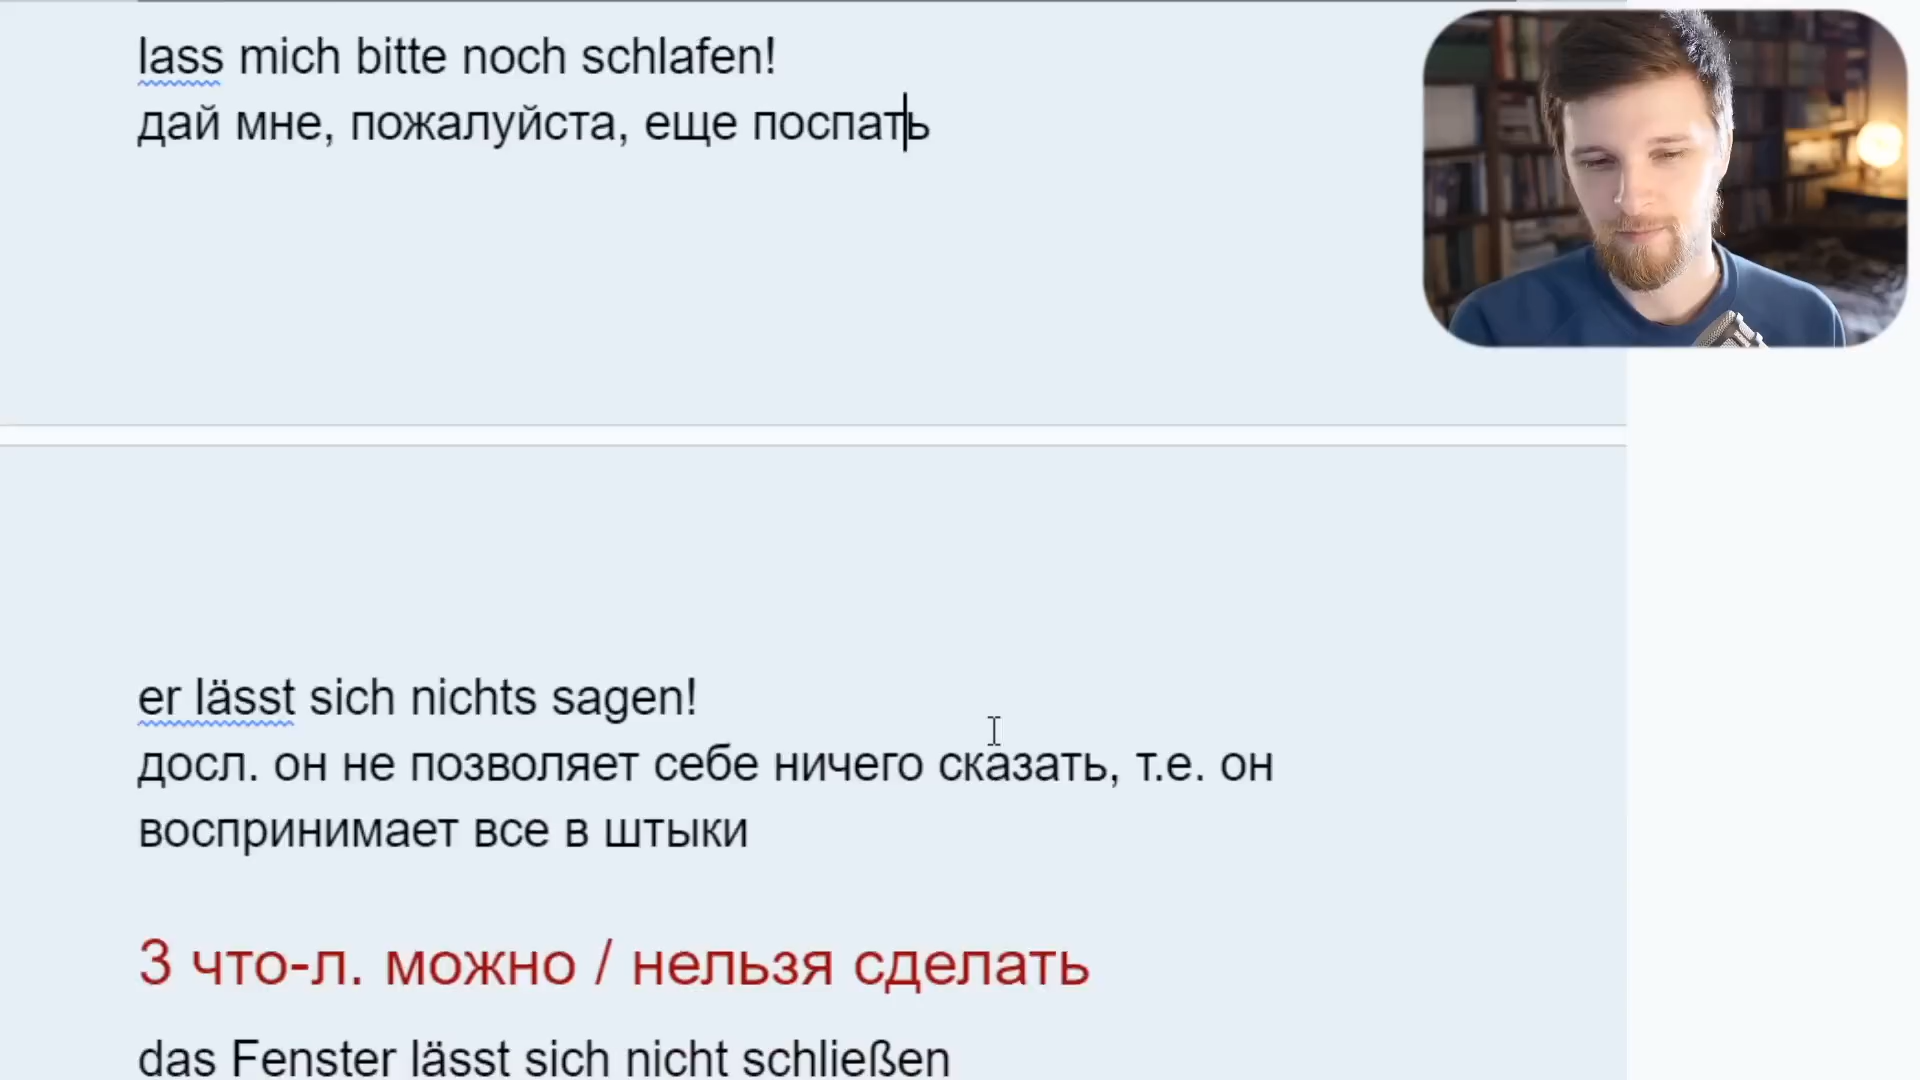 lass mich bitte noch schlafen!
дай мне, пожалуйста, еще поспать
er lässt sich nichts sagen!
досл. он не позволяет себе ничего сказать, т.е. он
воспринимает все в штыки
3 что-л. можно / нельзя сделать
das Fenster lässt sich nicht schließen